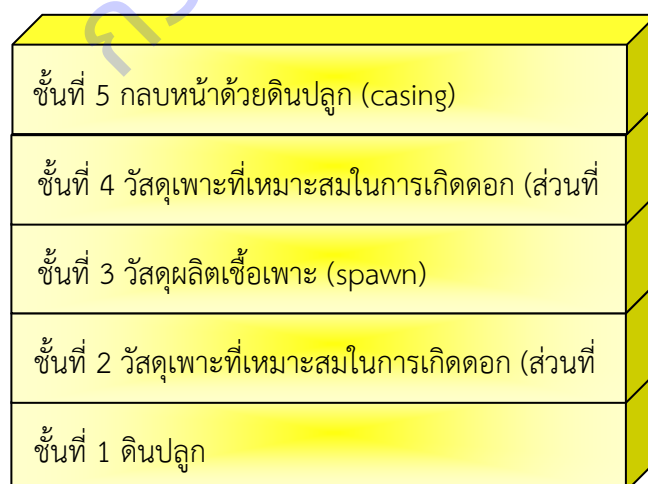 ชั้นที่ 5 กลบหน้าด้วยดินปลูก (casing)
ชั้นที่ 4 วัสดุเพาะที่เหมาะสมในการเกิดดอก (ส่วนที่
ชั้นที่ 3 วัสดุผลิตเชื้อเพาะ (spawn)
ชั้นที่ 2 วัสดุเพาะที่เหมาะสมในการเกิดดอก (ส่วนที่
ชั้นที่ 1 ดินปลูก